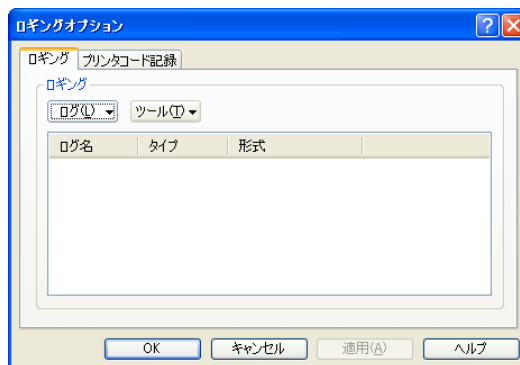 ロギングオプション
ロギング プリンタコード記録
ロギング
ログ(L) ツール(T)
ログ名 タイプ 形式
OK キャンセル 適用(A) ヘルプ